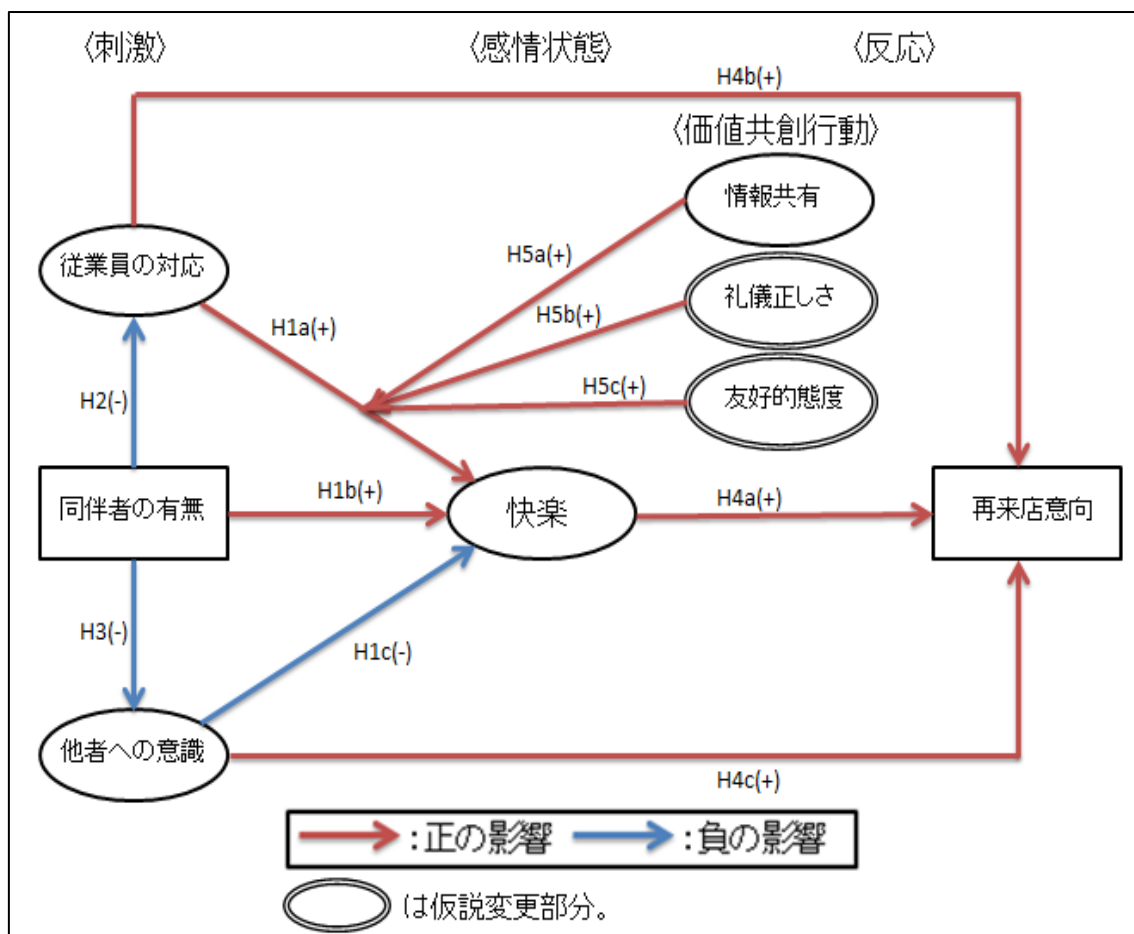 〈刺激〉
〈感情状態〉
〈反応〉
H4b(+)
〈価値共創行動〉
情報共有
従業員の対応
H5a(+)
礼儀正しさ
H1a(+)
H5b(+)
H5c(+)
友好的態度
H2(-)
同伴者の有無
H1b(+)
快楽
H4a(+)
再来店意向
H3(-)
H1c(-)
他者への意識
H4c(+)
:正の影響
:負の影響
は仮説変更部分。